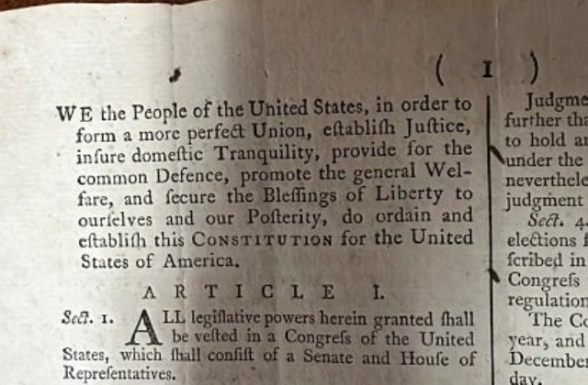 ( 1 )
WE the People of the United States, in order to
form a more perfect Union, eſtabliſh Juſtice,
inſure domeſtic Tranquility, provide for the
common Defence, promote the general Wel-
fare, and ſecure the Bleſſings of Liberty to
ourſelves and our Poſterity, do ordain and
eſtabliſh this CONSTITUTION for the United
States of America.
ARTICLE I.
Sect. 1. ALL legiſlative powers herein granted ſhall
be veſted in a Congreſs of the United
States, which ſhall conſiſt of a Senate and Houſe of
Repreſentatives.
Judgme
further tha
to hold an
under the
neverthele
judgment
Sect. 4.
elections f
ſcribed in
Congreſs
regulation
The Co
year, and
December
day.